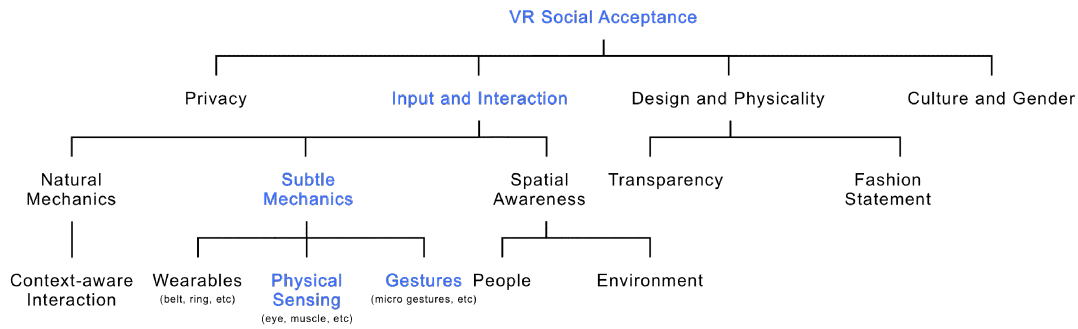 VR Social Acceptance
Privacy
Input and Interaction
Design and Physicality
Culture and Gender
Natural
Mechanics
Subtle
Mechanics
Spatial
Awareness
Transparency
Fashion
Statement
Context-aware
Interaction
Wearables
(belt, ring, etc)
Physical
Sensing
(eye, muscle, etc)
Gestures
(micro gestures, etc)
People
Environment